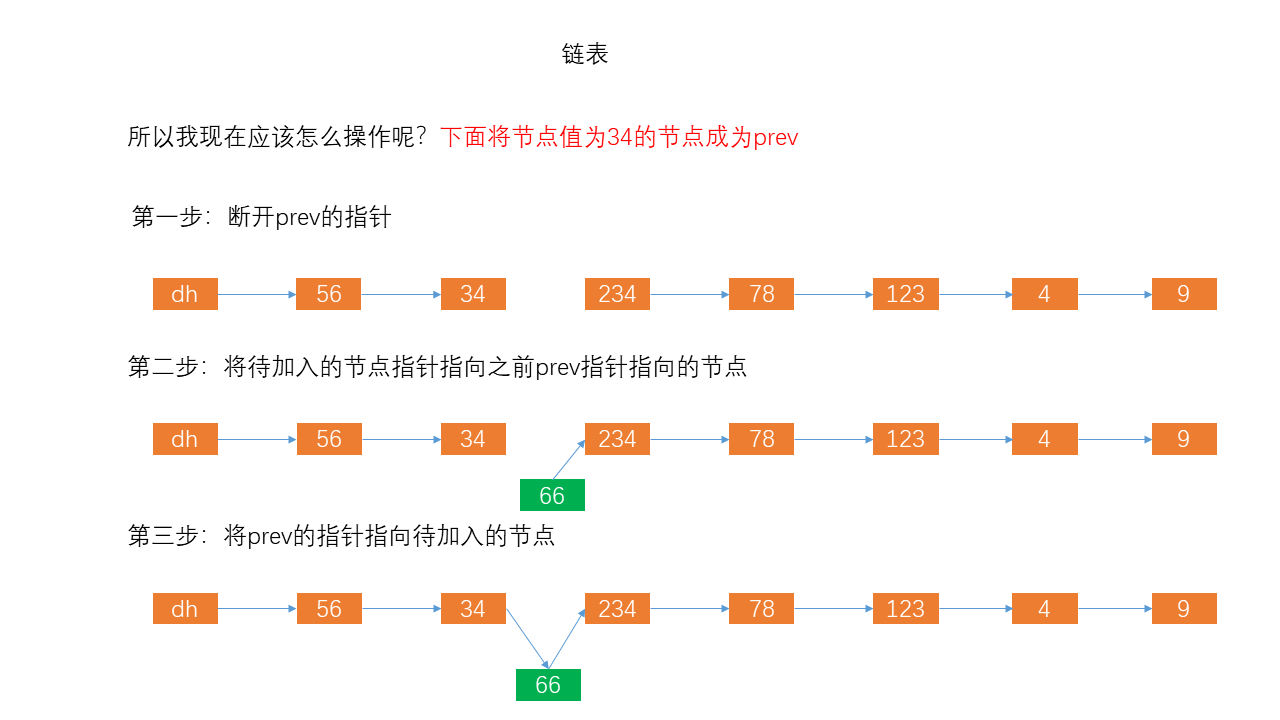 链表
所以我现在应该怎么操作呢？下面将节点值为34的节点成为prev
第一步：断开prev的指针
dh 56 34 234 78 123 4 9
第二步：将待加入的节点指针指向之前prev指针指向的节点
dh 56 34 234 78 123 4 9
66
第三步：将prev的指针指向待加入的节点
dh 56 34 234 78 123 4 9
66